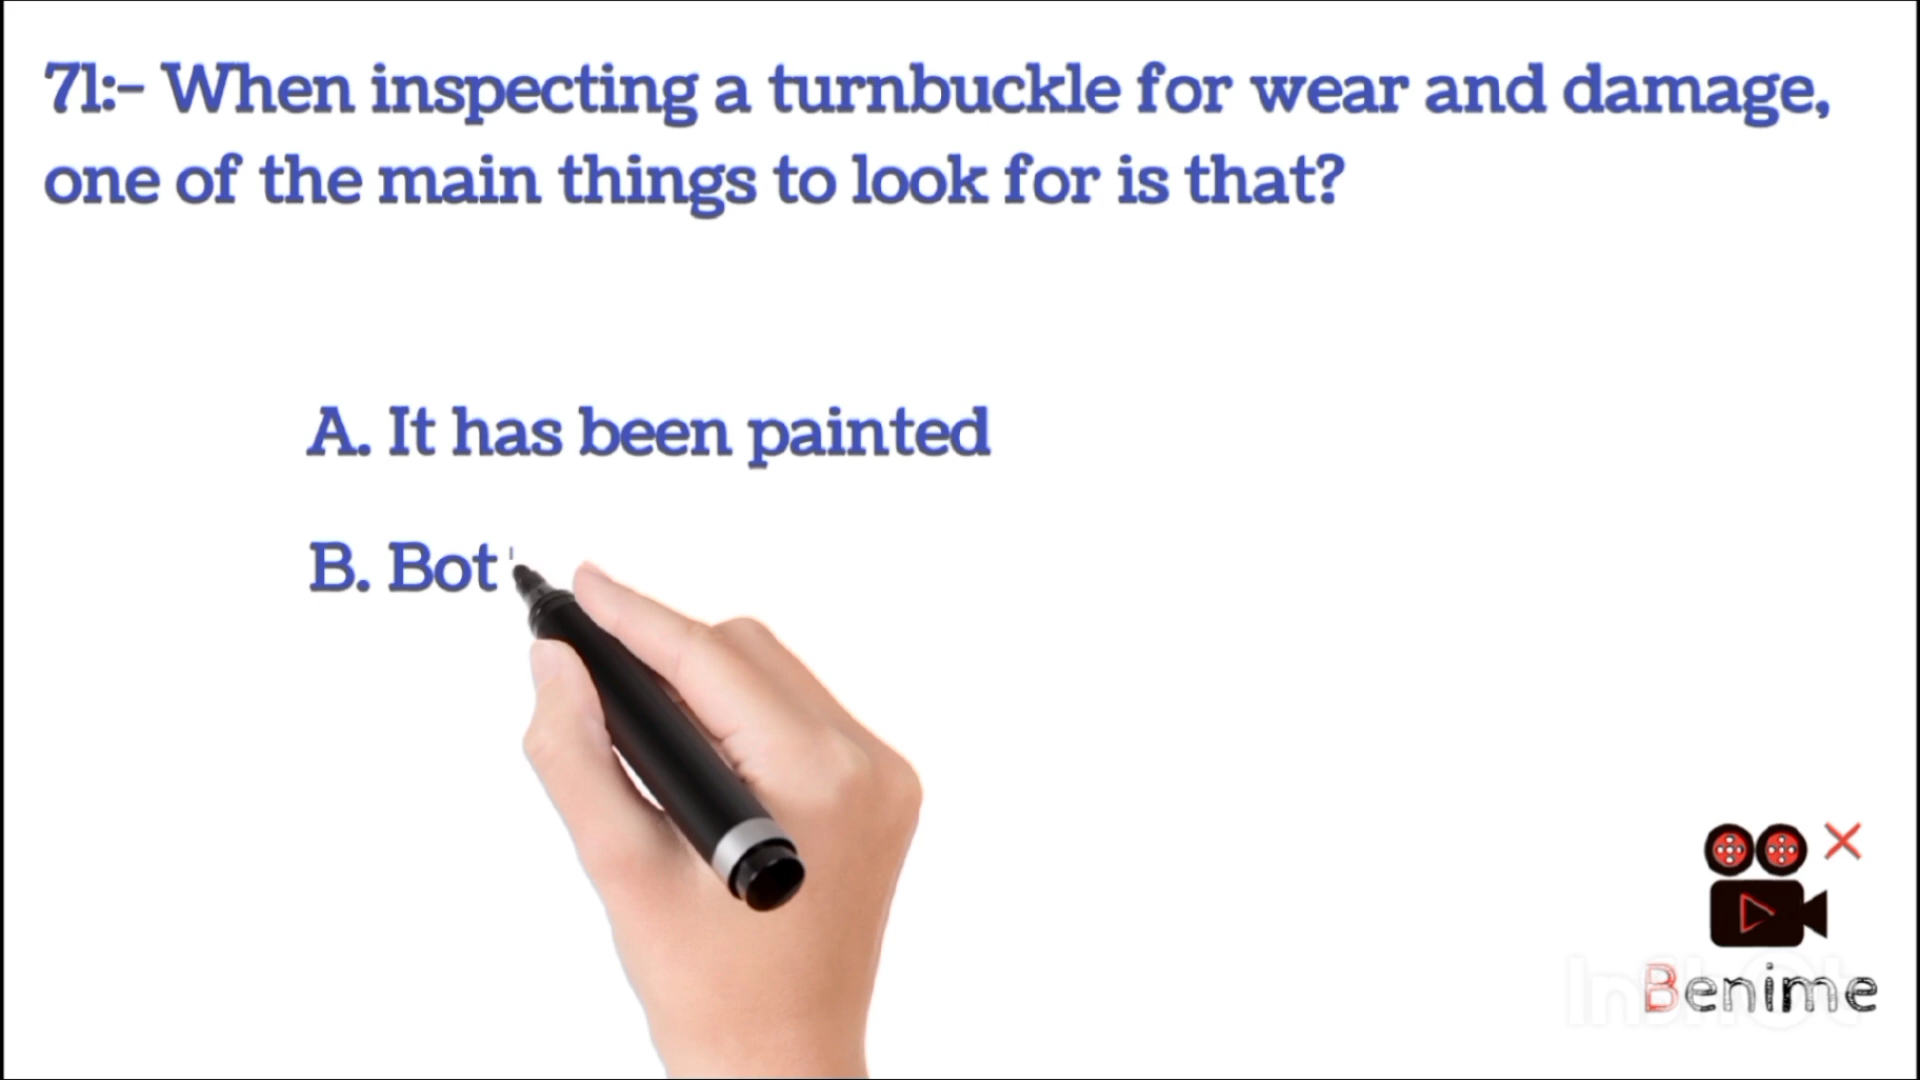 71:- When inspecting a turnbuckle for wear and damage,
one of the main things to look for is that?
A. It has been painted
B. Bot
Benime
InShot